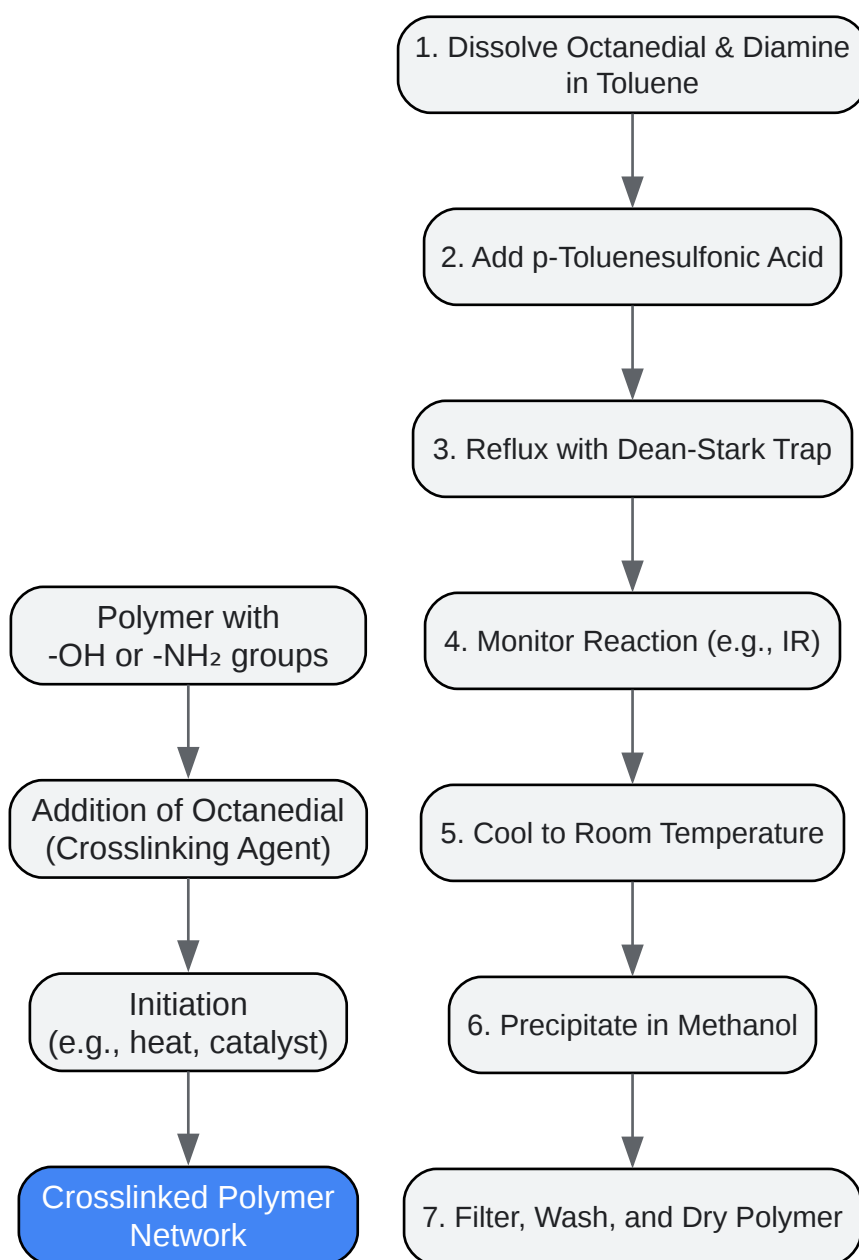 1. Dissolve Octanedial & Diamine
in Toluene
2. Add p-Toluenesulfonic Acid
3. Reflux with Dean-Stark Trap
4. Monitor Reaction (e.g., IR)
5. Cool to Room Temperature
6. Precipitate in Methanol
7. Filter, Wash, and Dry Polymer
Polymer with
-OH or -NH₂ groups
Addition of Octanedial
(Crosslinking Agent)
Initiation
(e.g., heat, catalyst)
Crosslinked Polymer
Network